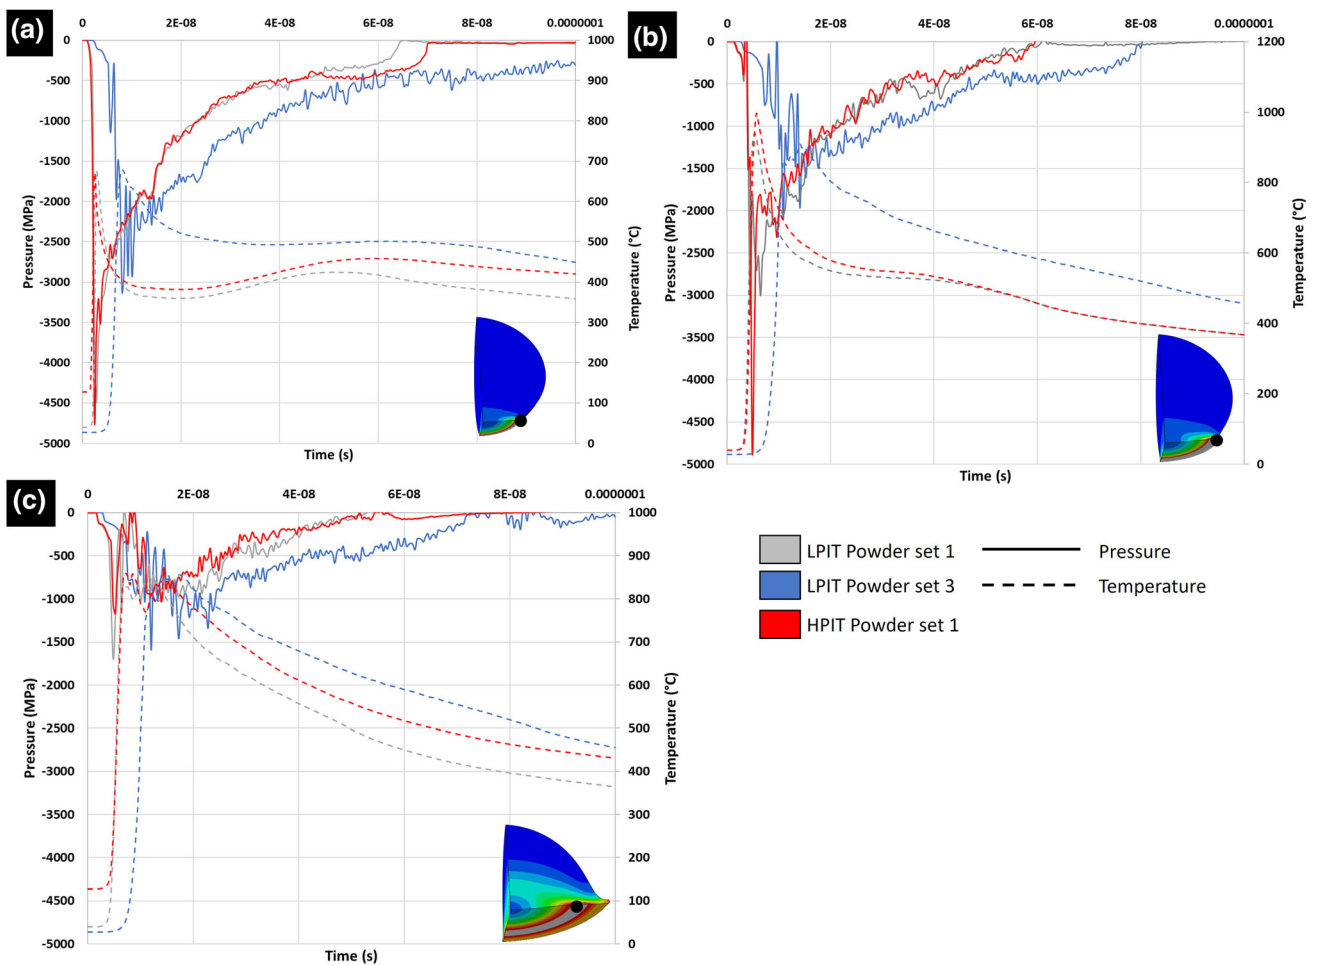 (a)
0 2E-08 4E-08 6E-08 8E-08 0.0000001
0 1000
-500 900
-1000 800
-1500 700
-2000 600
-2500 500
-3000 400
-3500 300
-4000 200
-4500 100
-5000 0
Pressure (MPa)
Temperature (°C)
Time (s)
(b)
0 2E-08 4E-08 6E-08 8E-08 0.0000001
0 1200
-500
1000
-1000
-1500
800
-2000
-2500 600
-3000
400
-3500
-4000
200
-4500
-5000 0
Pressure (MPa)
Temperature (°C)
Time (s)
(c)
0 2E-08 4E-08 6E-08 8E-08 0.0000001
0 1000
-500 900
-1000 800
-1500 700
-2000 600
-2500 500
-3000 400
-3500 300
-4000 200
-4500 100
-5000 0
Pressure (MPa)
Temperature (°C)
Time (s)
LPIT Powder set 1 Pressure
LPIT Powder set 3 Temperature
HPIT Powder set 1